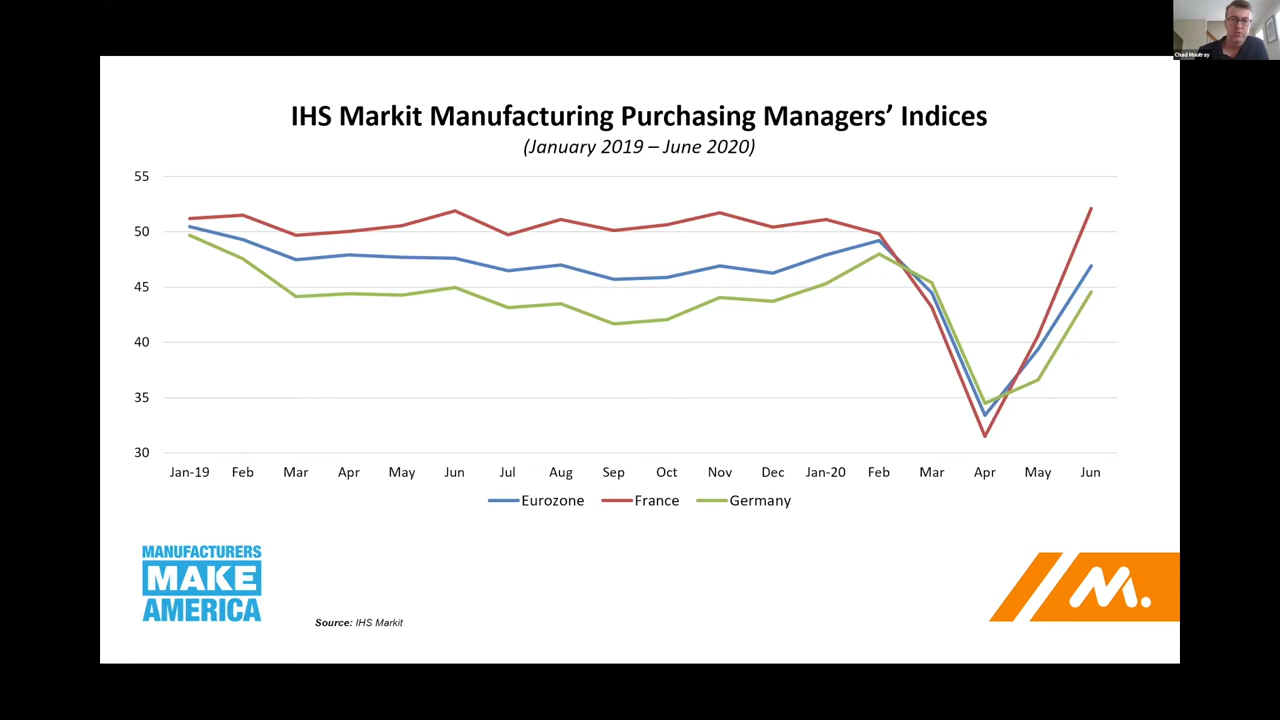 Chad Moutray
IHS Markit Manufacturing Purchasing Managers’ Indices
(January 2019 – June 2020)
55
50
45
40
35
30
Jan-19 Feb Mar Apr May Jun Jul Aug Sep Oct Nov Dec Jan-20 Feb Mar Apr May Jun
Eurozone France Germany
MANUFACTURERS
MAKE
AMERICA
Source: IHS Markit
M.